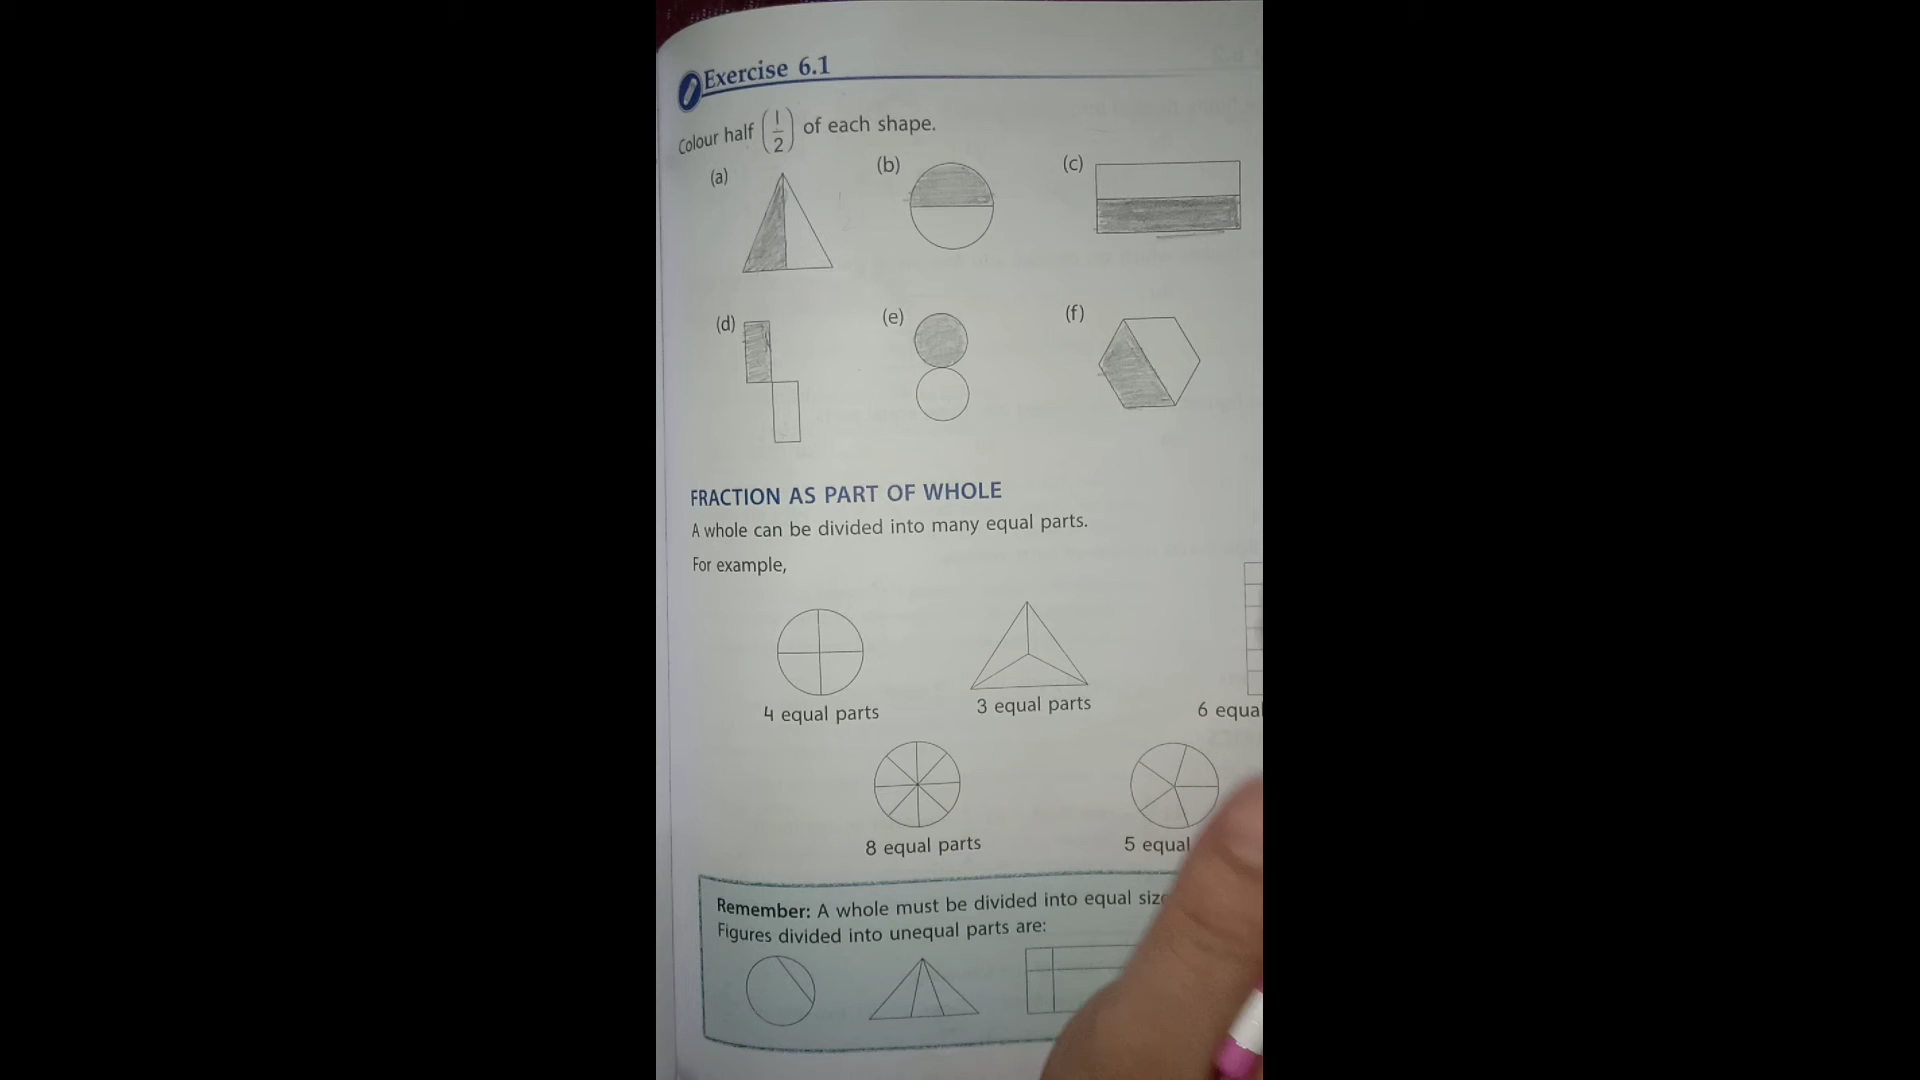 Exercise 6.1
Colour half (1/2) of each shape.
(a) (b) (c)
(d) (e) (f)
FRACTION AS PART OF WHOLE
A whole can be divided into many equal parts.
For example,
4 equal parts 3 equal parts 6 equal
8 equal parts 5 equal
Remember: A whole must be divided into equal
Figures divided into unequal parts are: